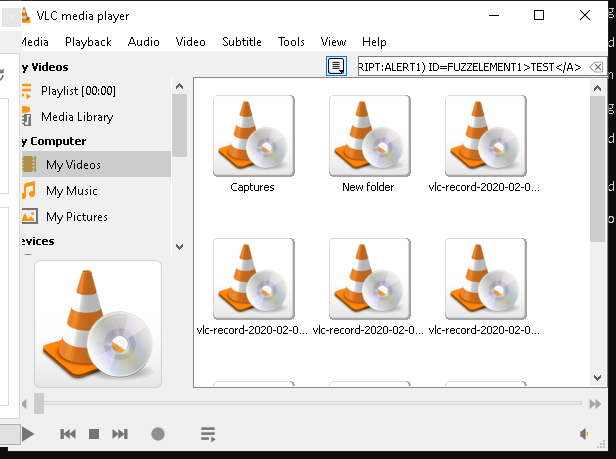 VLC media player
Media Playback Audio Video Subtitle Tools View Help
y Videos
RIPT:ALERT1) ID=FUZZELEMENT1>TEST</A>
Playlist [00:00]
Media Library
y Computer
My Videos
My Music
My Pictures
evices
Captures
New folder
vlc-record-2020-02-0...
vlc-record-2020-02-0...
vlc-record-2020-02-0...
vlc-record-2020-02-0...